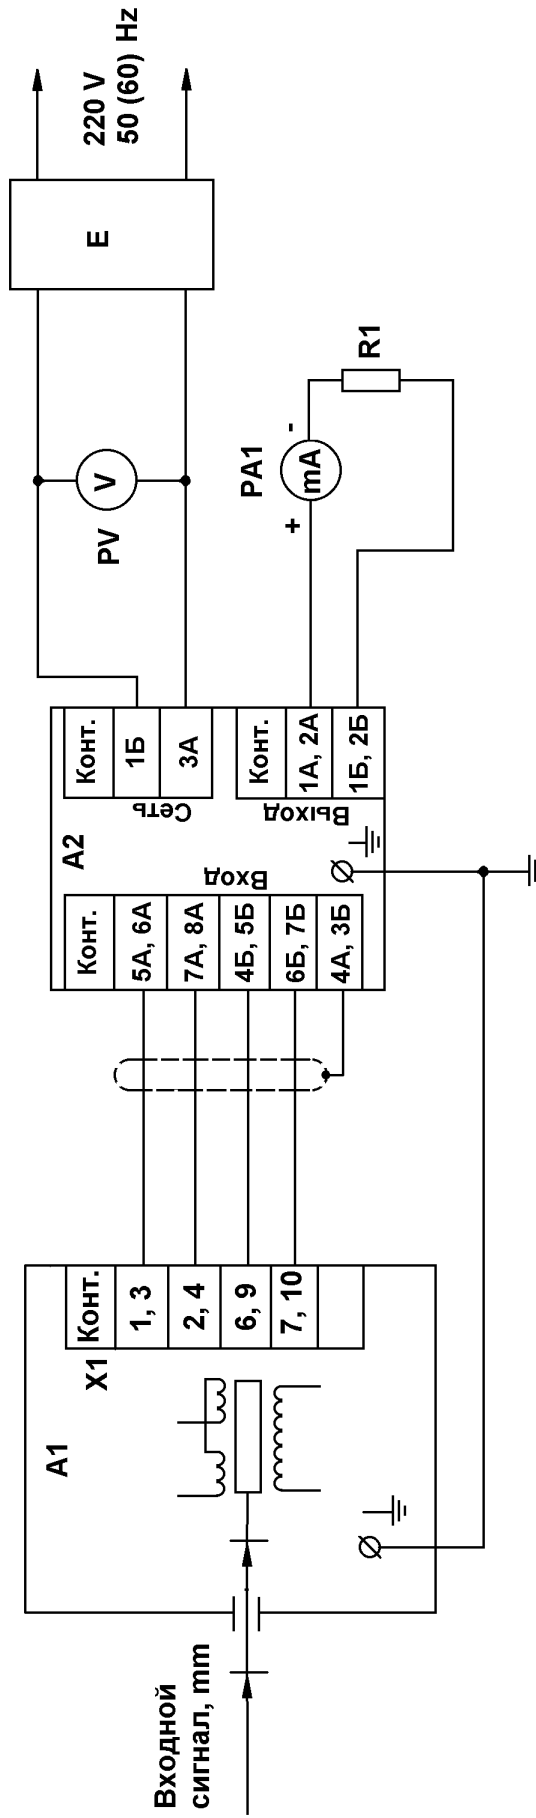 Входной
сигнал, mm
A1
X1
Конт.
1, 3
2, 4
6, 9
7, 10
A2
Вход
Конт.
5А, 6А
7А, 8А
4Б, 5Б
6Б, 7Б
4А, 3Б
Сеть
Конт.
1Б
3А
Выход
Конт.
1А, 2А
1Б, 2Б
PV
V
PA1
+
mA
-
R1
E
220 V
50 (60) Hz